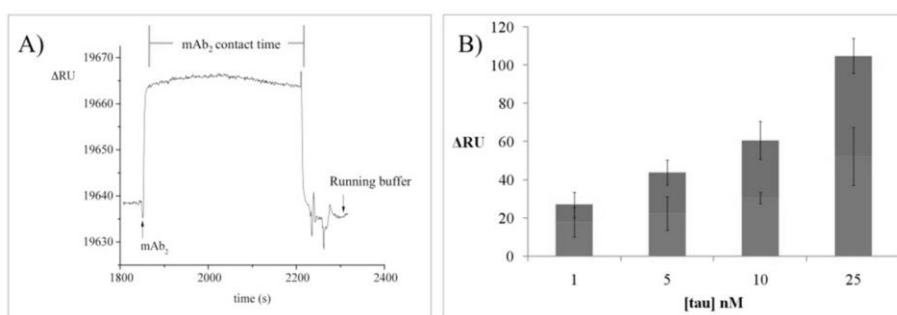 A)
mAb₂ contact time
ΔRU
19670
19660
19650
19640
19630
mAb₂
Running buffer
1800
2000
2200
2400
time (s)
B)
ΔRU
120
100
80
60
40
20
0
1
5
10
25
[tau] nM